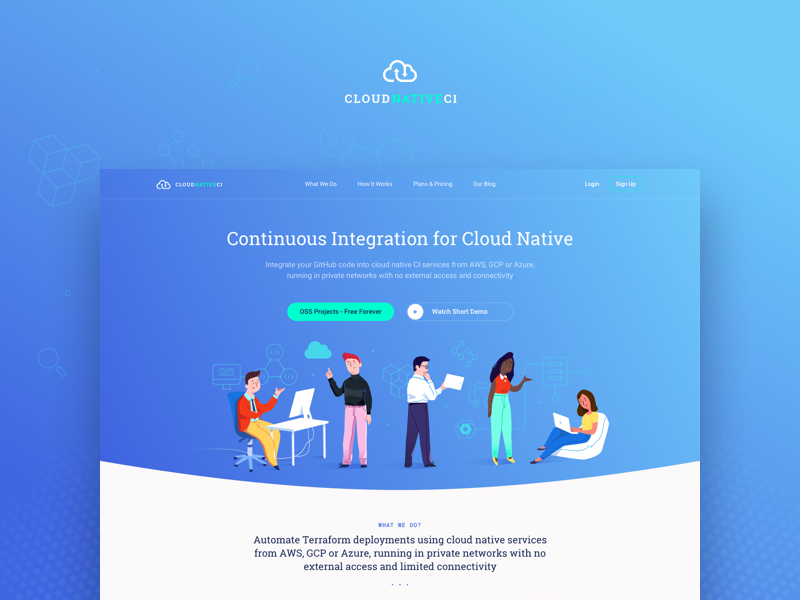 CLOUDNATIVECI
CLOUDNATIVECI
What We Do
How It Works
Plans & Pricing
Our Blog
Login
Sign Up
Continuous Integration for Cloud Native
Integrate your GitHub code into cloud native CI services from AWS, GCP or Azure,
running in private networks with no external access and connectivity
OSS Projects - Free Forever
Watch Short Demo
WHAT WE DO?
Automate Terraform deployments using cloud native services
from AWS, GCP or Azure, running in private networks with no
external access and limited connectivity